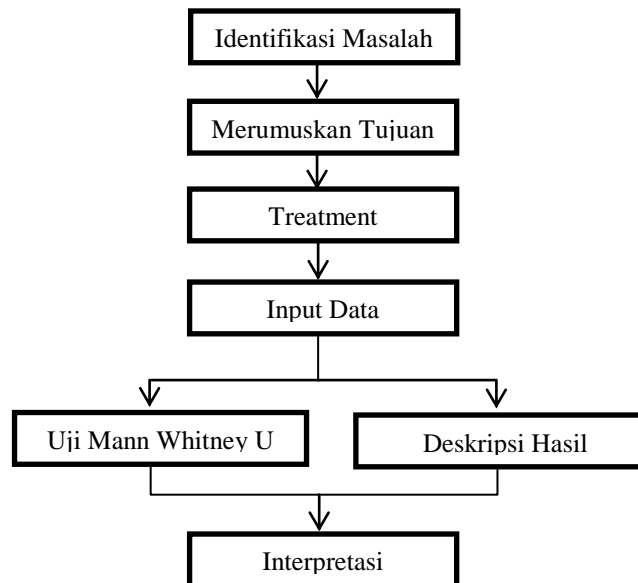 Identifikasi Masalah
Merumuskan Tujuan
Treatment
Input Data
Uji Mann Whitney U
Deskripsi Hasil
Interpretasi